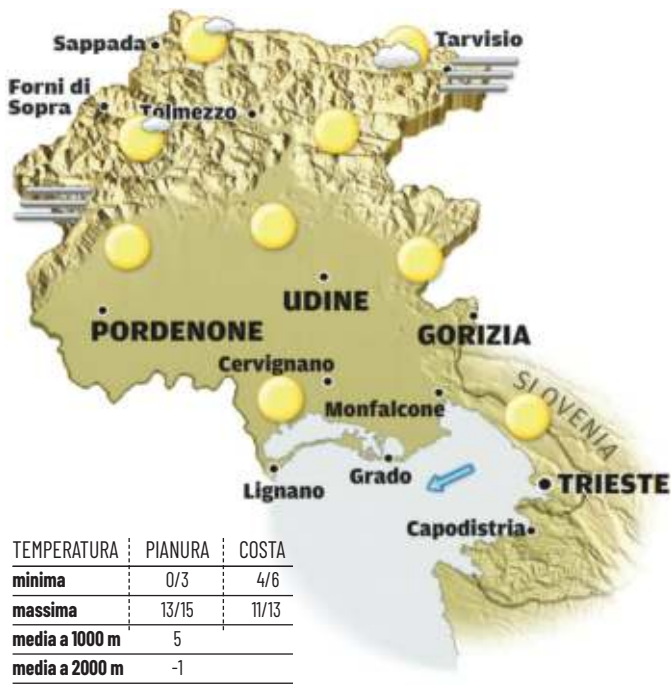 Sappada
Tarvisio
Forni di
Sopra
Tolmezzo
UDINE
PORDENONE
GORIZIA
Cervignano
SLOVENIA
Monfalcone
Grado
Lignano
TRIESTE
Capodistria
TEMPERATURA PIANURA COSTA
minima 0/3 4/6
massima 13/15 11/13
media a 1000 m 5
media a 2000 m -1